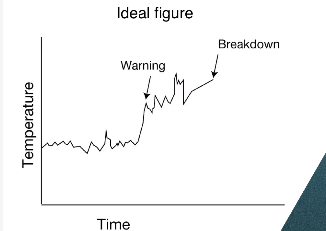 Ideal figure
Breakdown
Warning
Temperature
Time